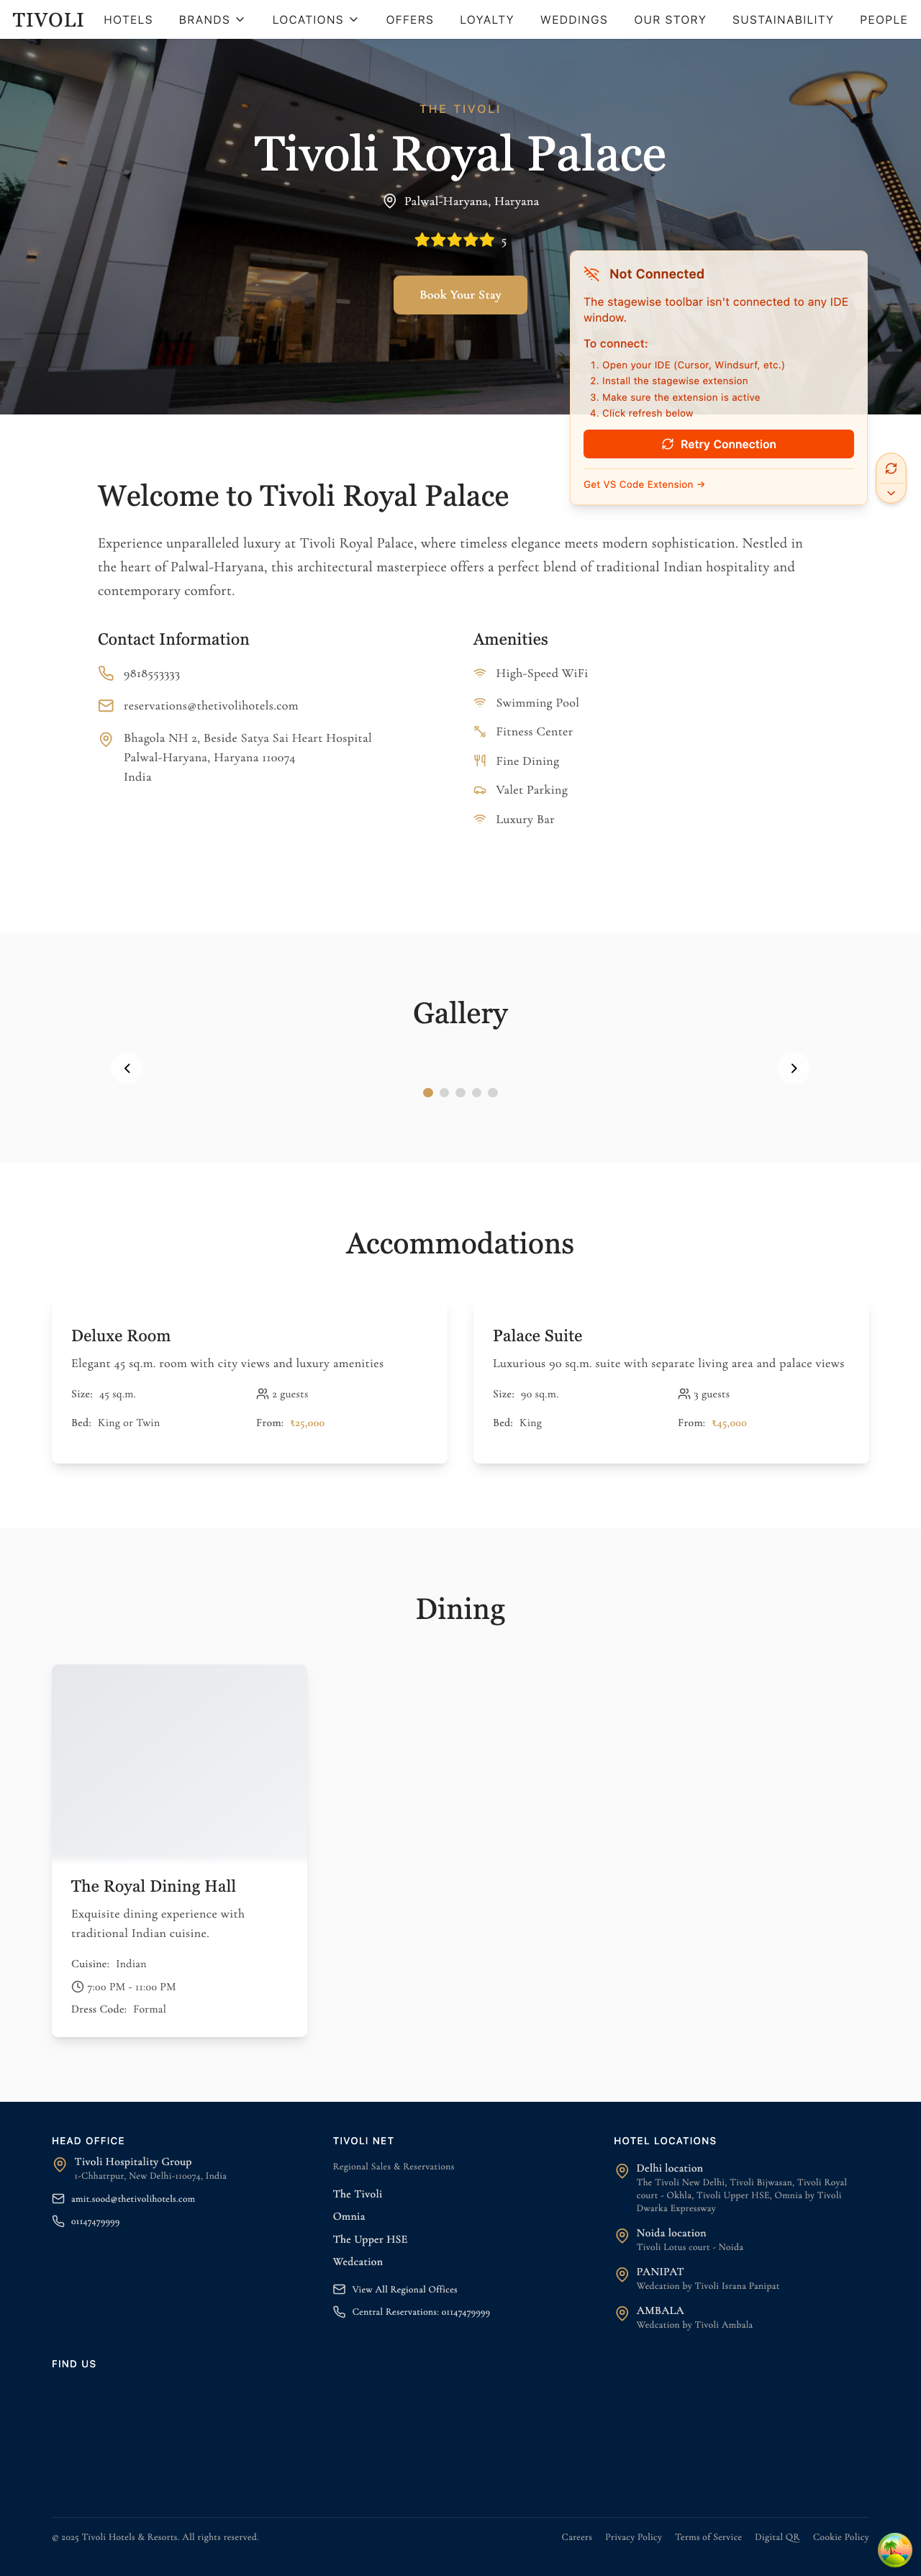 TIVOLI HOTELS BRANDS LOCATIONS OFFERS LOYALTY WEDDINGS OUR STORY SUSTAINABILITY PEOPLE
THE TIVOLI
Tivoli Royal Palace
Palwal-Haryana, Haryana
5
Book Your Stay
Not Connected
The stagewise toolbar isn't connected to any IDE
window.
To connect:
1. Open your IDE (Cursor, Windsurf, etc.)
2. Install the stagewise extension
3. Make sure the extension is active
4. Click refresh below
Retry Connection
Get VS Code Extension →
Welcome to Tivoli Royal Palace
Experience unparalleled luxury at Tivoli Royal Palace, where timeless elegance meets modern sophistication. Nestled in
the heart of Palwal-Haryana, this architectural masterpiece offers a perfect blend of traditional Indian hospitality and
contemporary comfort.
Contact Information
9818553333
reservations@thetivolihotels.com
Bhagola NH 2, Beside Satya Sai Heart Hospital
Palwal-Haryana, Haryana 110074
India
Amenities
High-Speed WiFi
Swimming Pool
Fitness Center
Fine Dining
Valet Parking
Luxury Bar
Gallery
Accommodations
Deluxe Room
Elegant 45 sq.m. room with city views and luxury amenities
Size: 45 sq.m.
2 guests
Bed: King or Twin
From: ₹25,000
Palace Suite
Luxurious 90 sq.m. suite with separate living area and palace views
Size: 90 sq.m.
3 guests
Bed: King
From: ₹45,000
Dining
The Royal Dining Hall
Exquisite dining experience with
traditional Indian cuisine.
Cuisine: Indian
7:00 PM - 11:00 PM
Dress Code: Formal
HEAD OFFICE
Tivoli Hospitality Group
1-Chhatrpur, New Delhi-110074, India
amit.sood@thetivolihotels.com
01147479999
TIVOLI NET
Regional Sales & Reservations
The Tivoli
Omnia
The Upper HSE
Wedcation
View All Regional Offices
Central Reservations: 01147479999
HOTEL LOCATIONS
Delhi location
The Tivoli New Delhi, Tivoli Bijwasan, Tivoli Royal
court - Okhla, Tivoli Upper HSE, Omnia by Tivoli
Dwarka Expressway
Noida location
Tivoli Lotus court - Noida
PANIPAT
Wedcation by Tivoli Israna Panipat
AMBALA
Wedcation by Tivoli Ambala
FIND US
© 2025 Tivoli Hotels & Resorts. All rights reserved.
Careers Privacy Policy Terms of Service Digital QR Cookie Policy